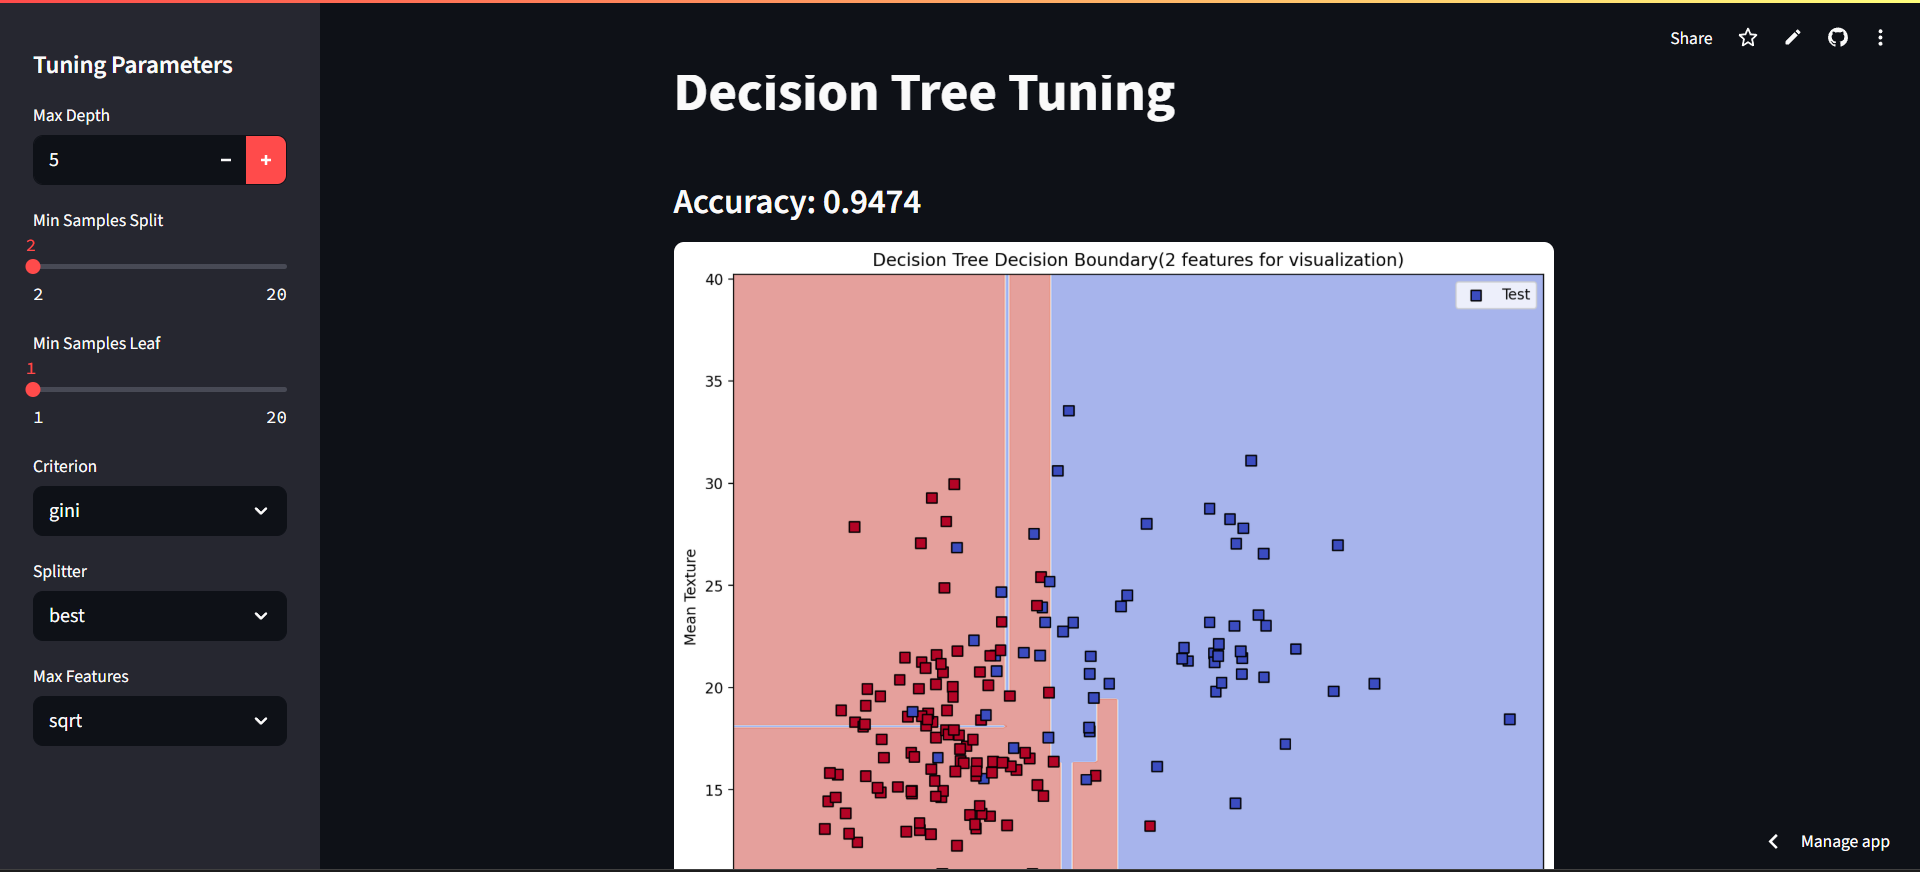 Tuning Parameters
Max Depth
5
Min Samples Split
2
2 20
Min Samples Leaf
1
1 20
Criterion
gini
Splitter
best
Max Features
sqrt
Share
Decision Tree Tuning
Accuracy: 0.9474
Decision Tree Decision Boundary(2 features for visualization)
Test
40
35
30
25
20
15
Mean Texture
Manage app